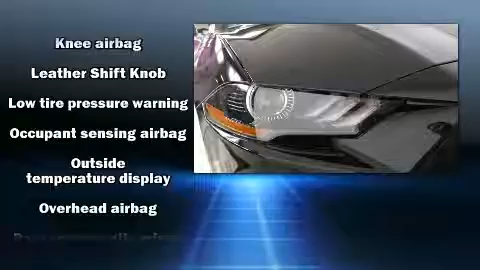 Knee airbag
Leather Shift Knob
Low tire pressure warning
Occupant sensing airbag
Outside
temperature display
Overhead airbag